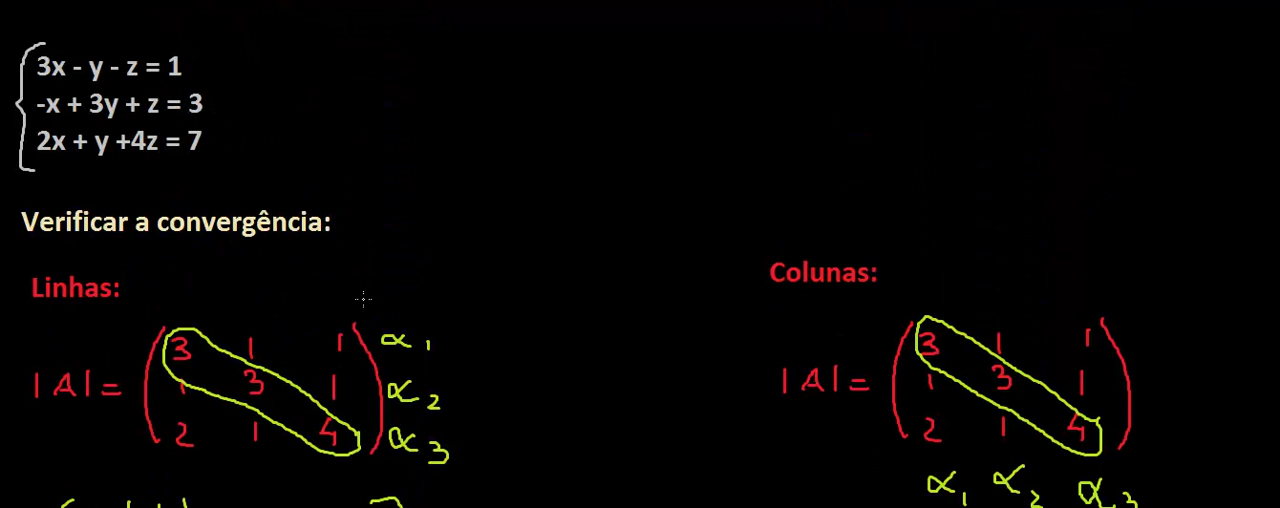 3x - y - z = 1
-x + 3y + z = 3
2x + y +4z = 7
Verificar a convergência:
Linhas:
|A| =
3 1 1 α1
1 3 1 α2
2 1 4 α3
Colunas:
|A| =
3 1 1
1 3 1
2 1 4
α1 α2 α3